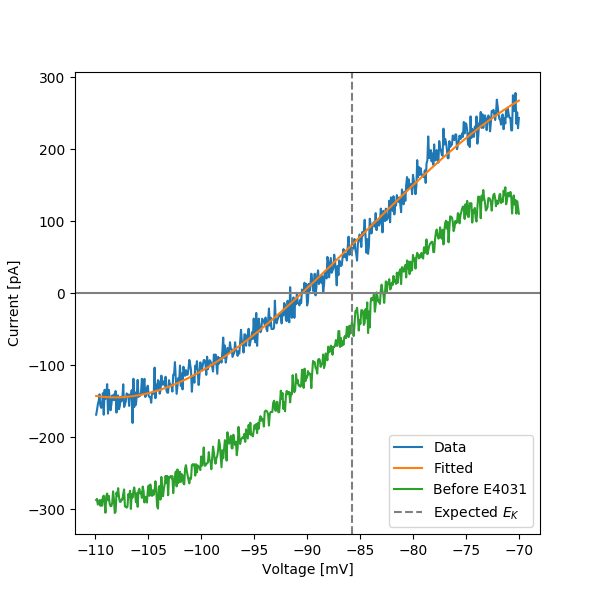 300
200
100
0
−100
−200
−300
Current [pA]
Data
Fitted
Before E4031
Expected E_K
−110 −105 −100 −95 −90 −85 −80 −75 −70
Voltage [mV]